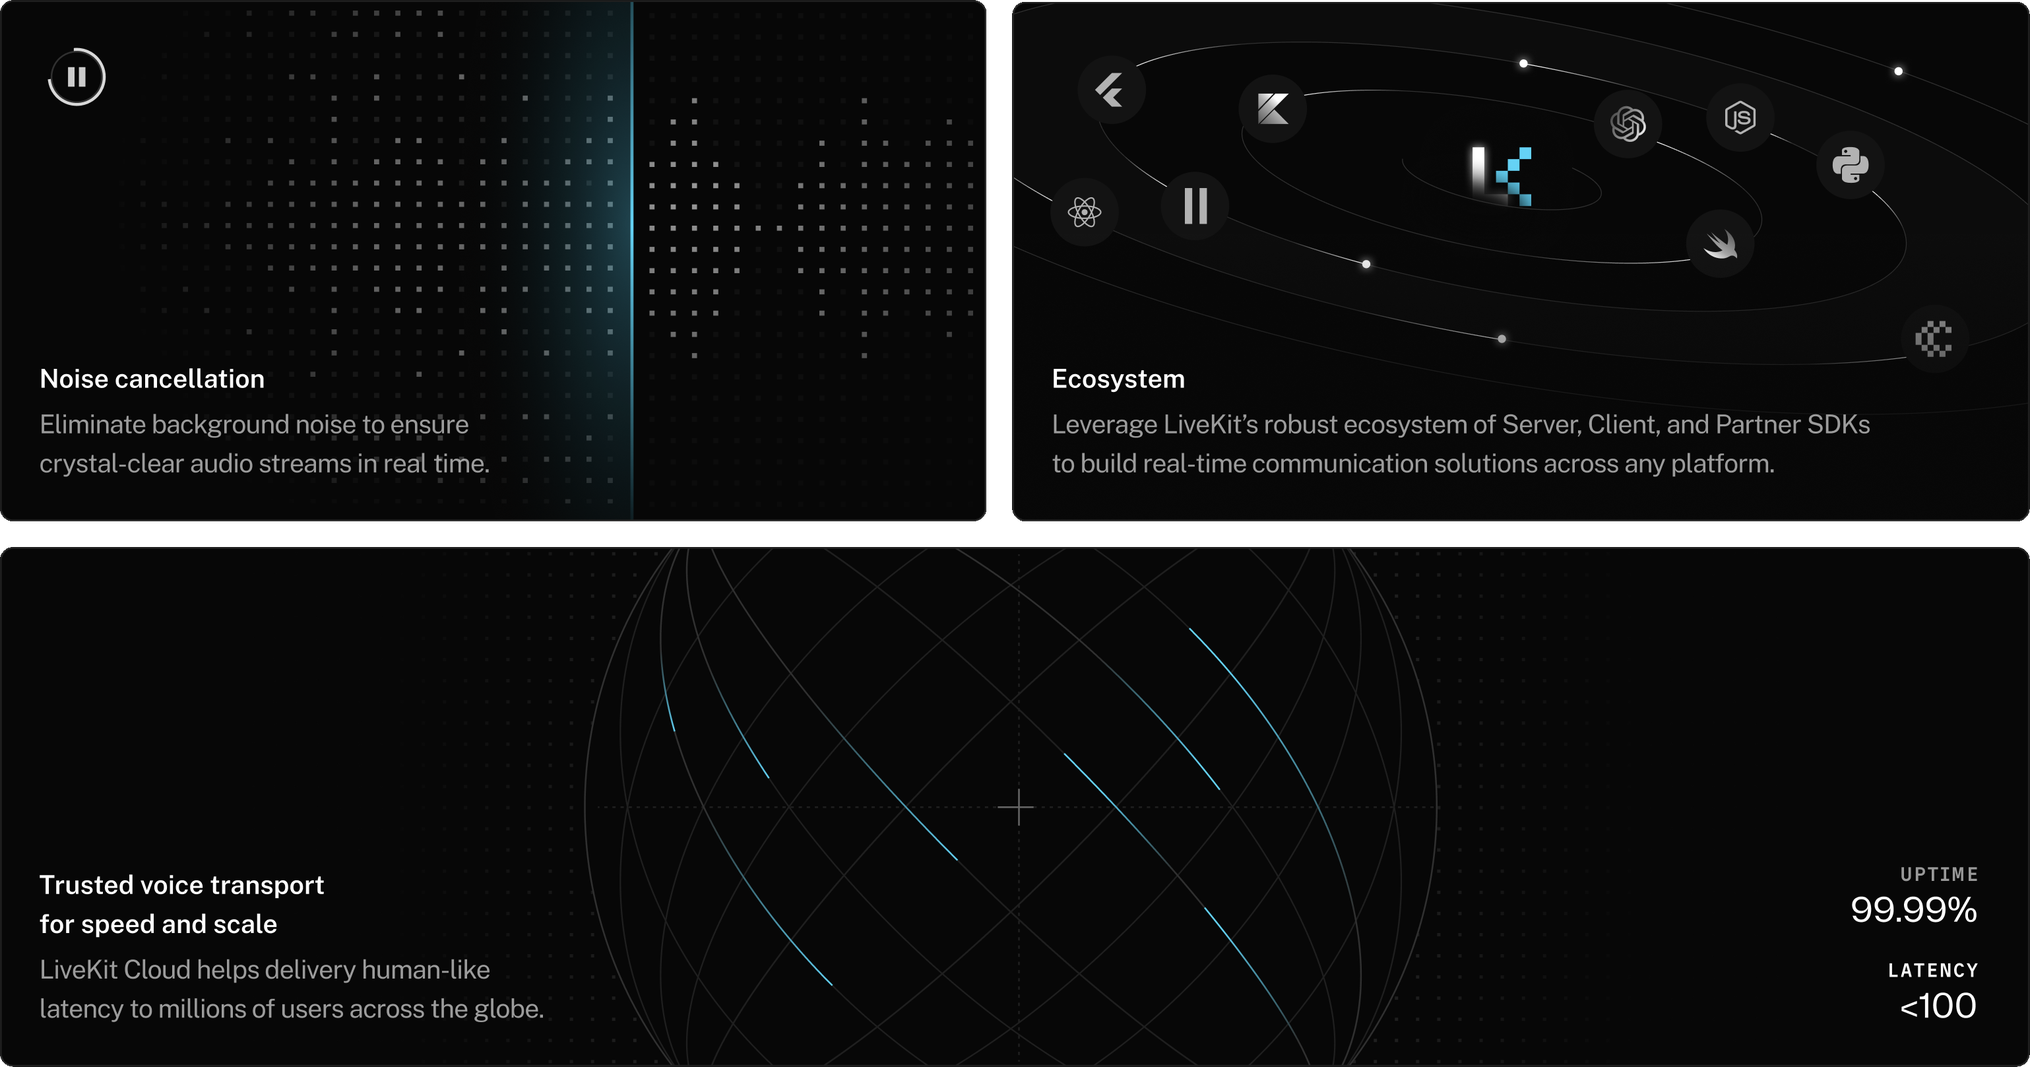 Noise cancellation
Eliminate background noise to ensure
crystal-clear audio streams in real time.
JS
Ecosystem
Leverage LiveKit’s robust ecosystem of Server, Client, and Partner SDKs
to build real-time communication solutions across any platform.
Trusted voice transport
for speed and scale
LiveKit Cloud helps delivery human-like
latency to millions of users across the globe.
UPTIME
99.99%
LATENCY
<100